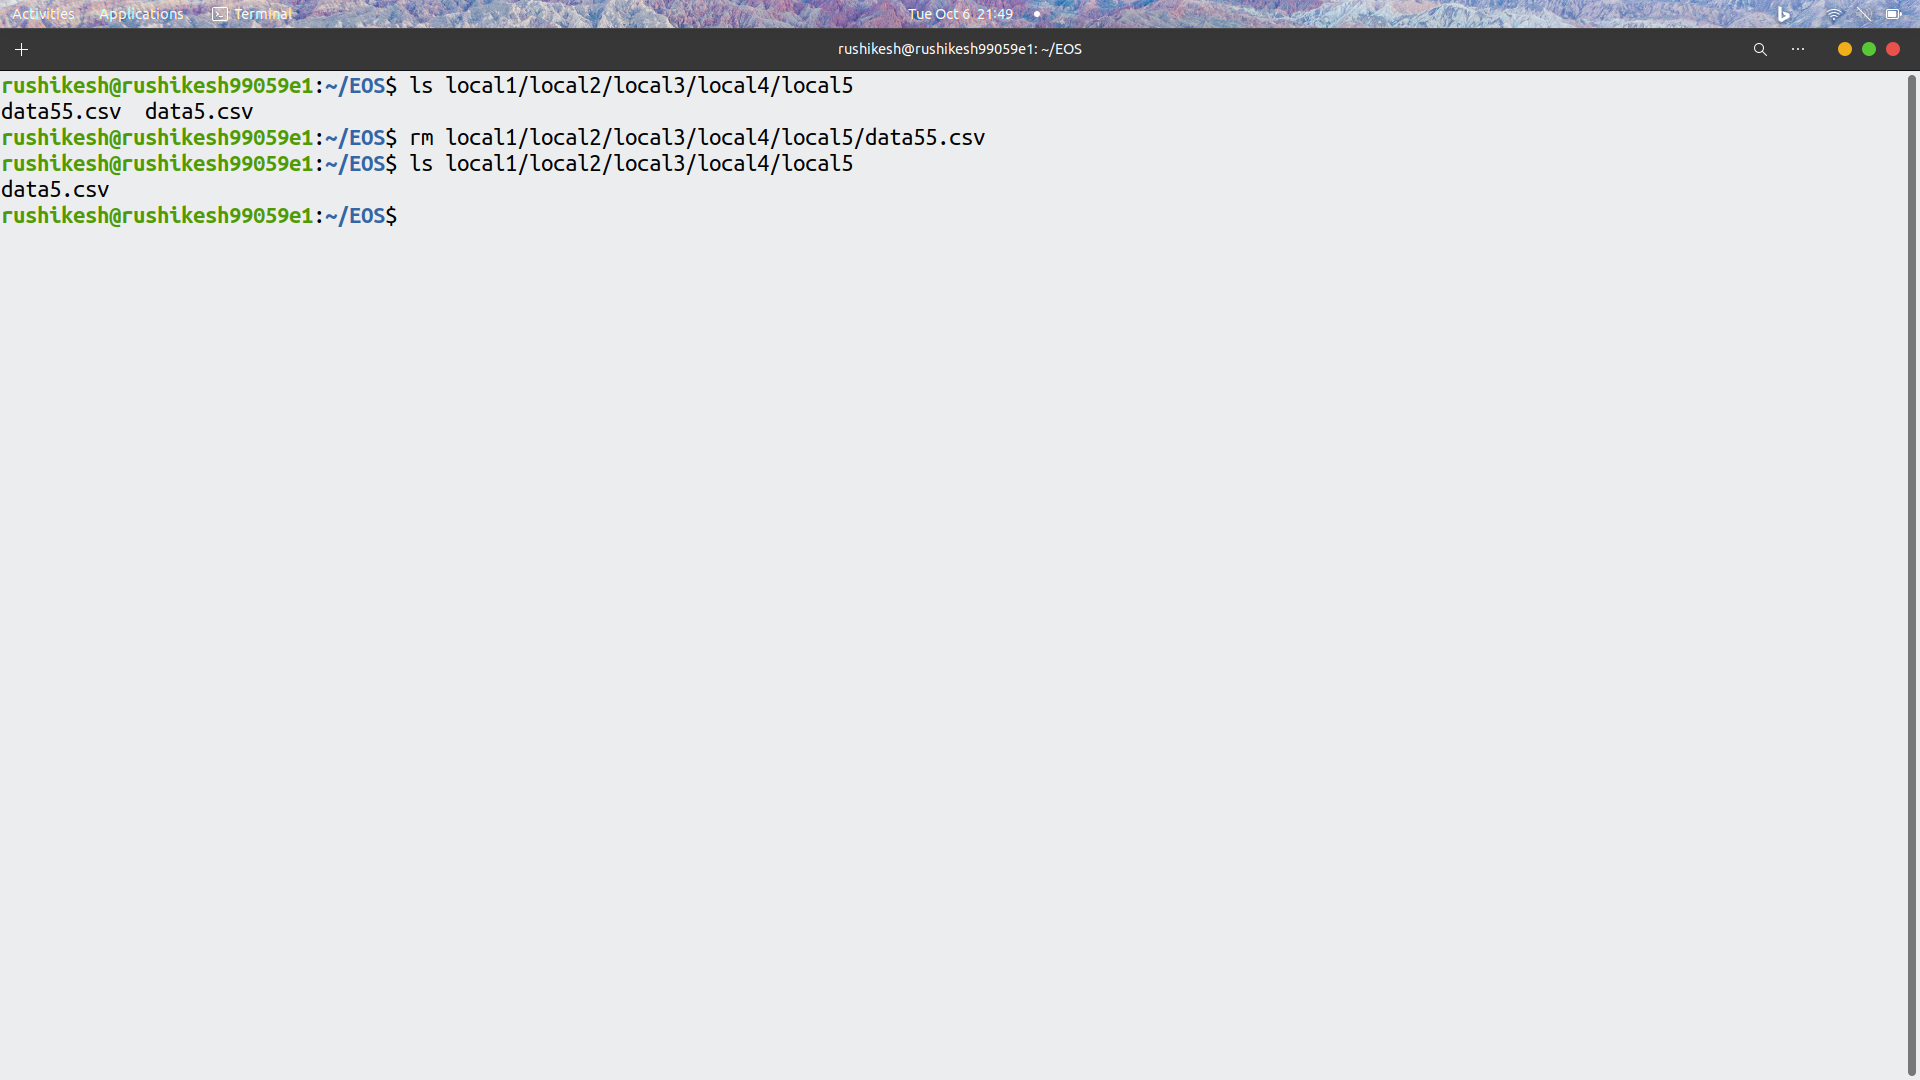 Activities Applications Terminal Tue Oct 6 21:49
rushikesh@rushikesh99059e1: ~/EOS
rushikesh@rushikesh99059e1:~/EOS$ ls local1/local2/local3/local4/local5
data55.csv  data5.csv
rushikesh@rushikesh99059e1:~/EOS$ rm local1/local2/local3/local4/local5/data55.csv
rushikesh@rushikesh99059e1:~/EOS$ ls local1/local2/local3/local4/local5
data5.csv
rushikesh@rushikesh99059e1:~/EOS$